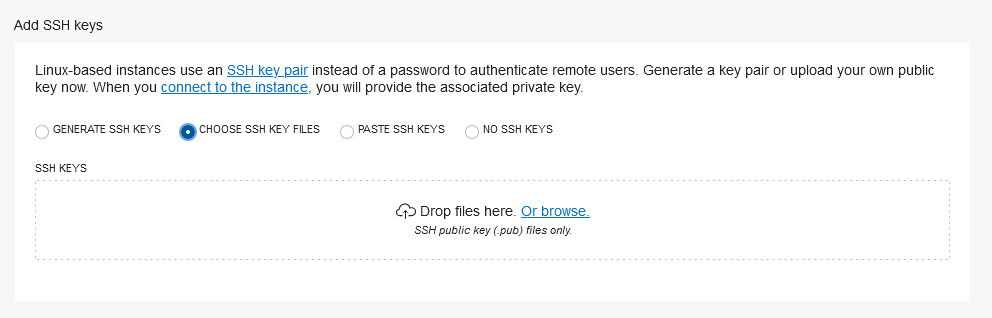 Add SSH keys
Linux-based instances use an SSH key pair instead of a password to authenticate remote users. Generate a key pair or upload your own public
key now. When you connect to the instance, you will provide the associated private key.
GENERATE SSH KEYS CHOOSE SSH KEY FILES PASTE SSH KEYS NO SSH KEYS
SSH KEYS
Drop files here. Or browse.
SSH public key (.pub) files only.